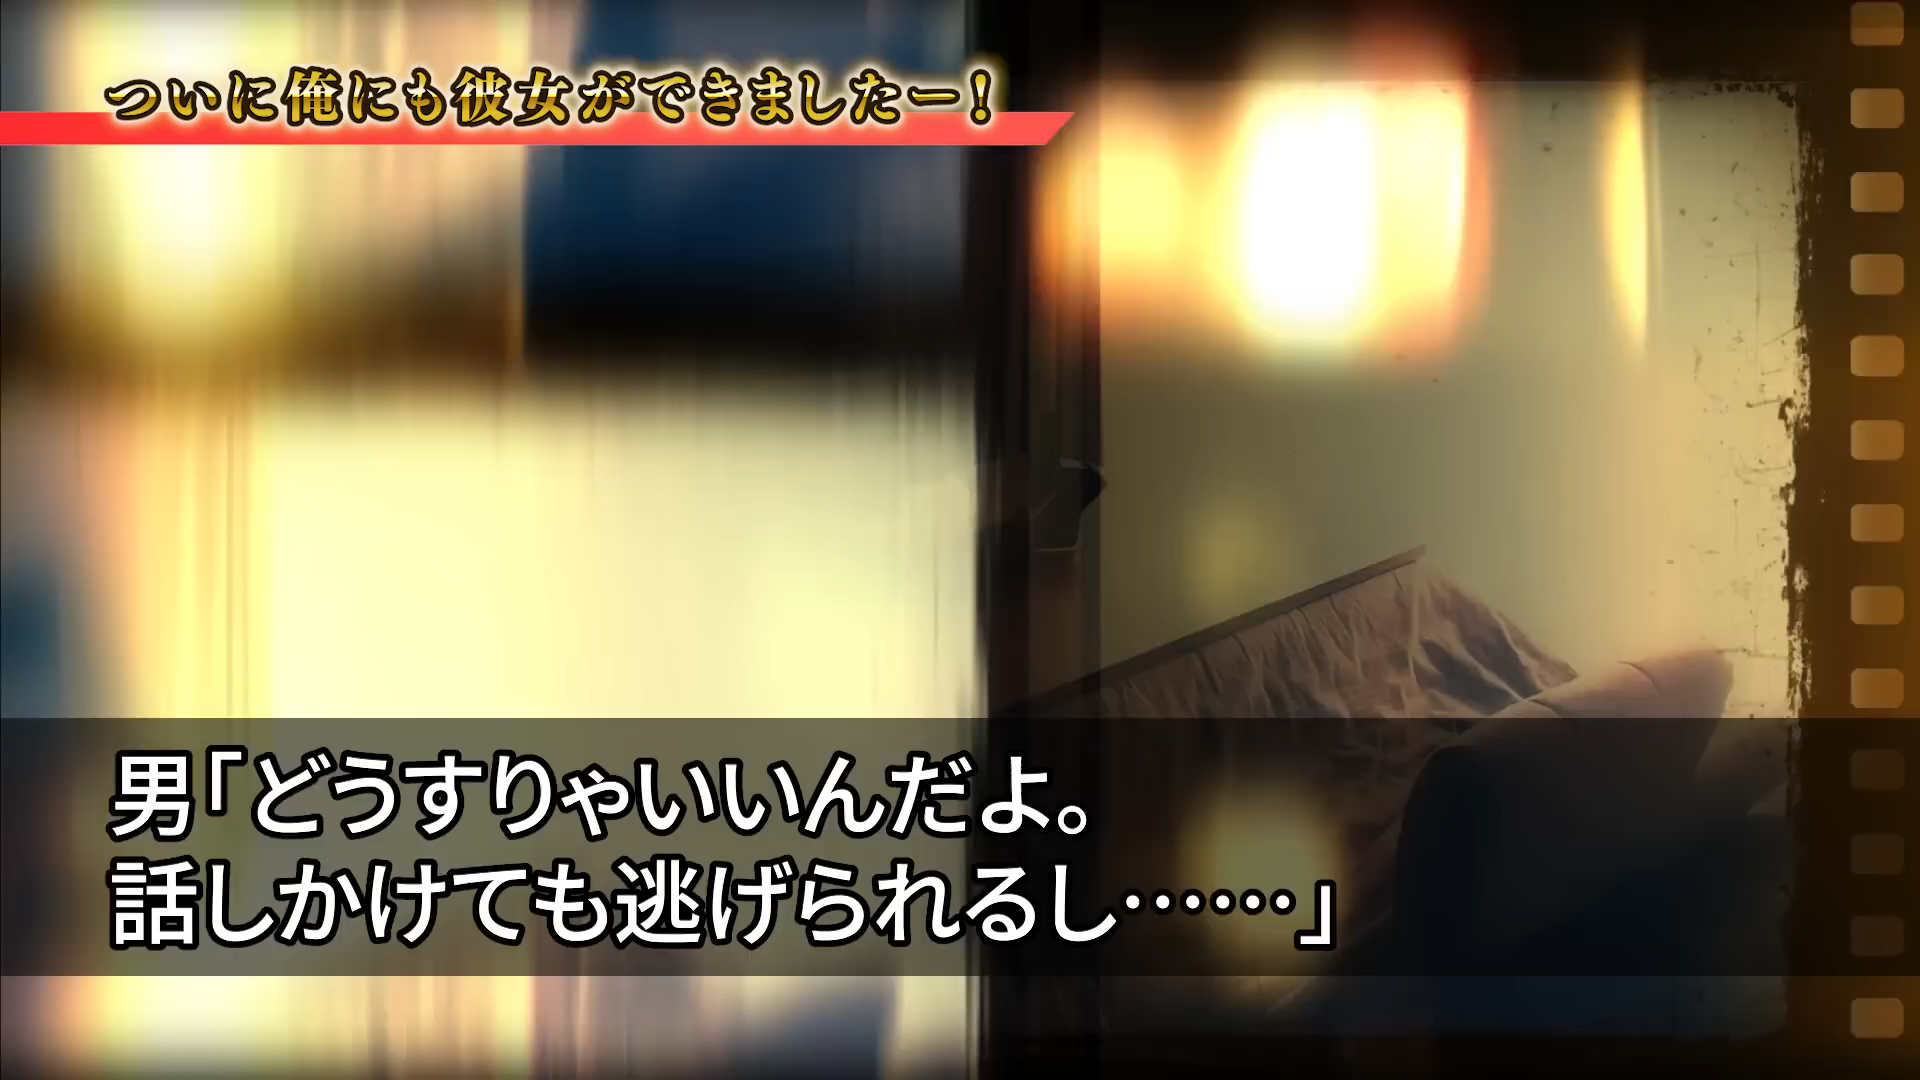 ついに俺にも彼女ができましたー！
男「どうすりゃいいんだよ。
話しかけても逃げられるし……」